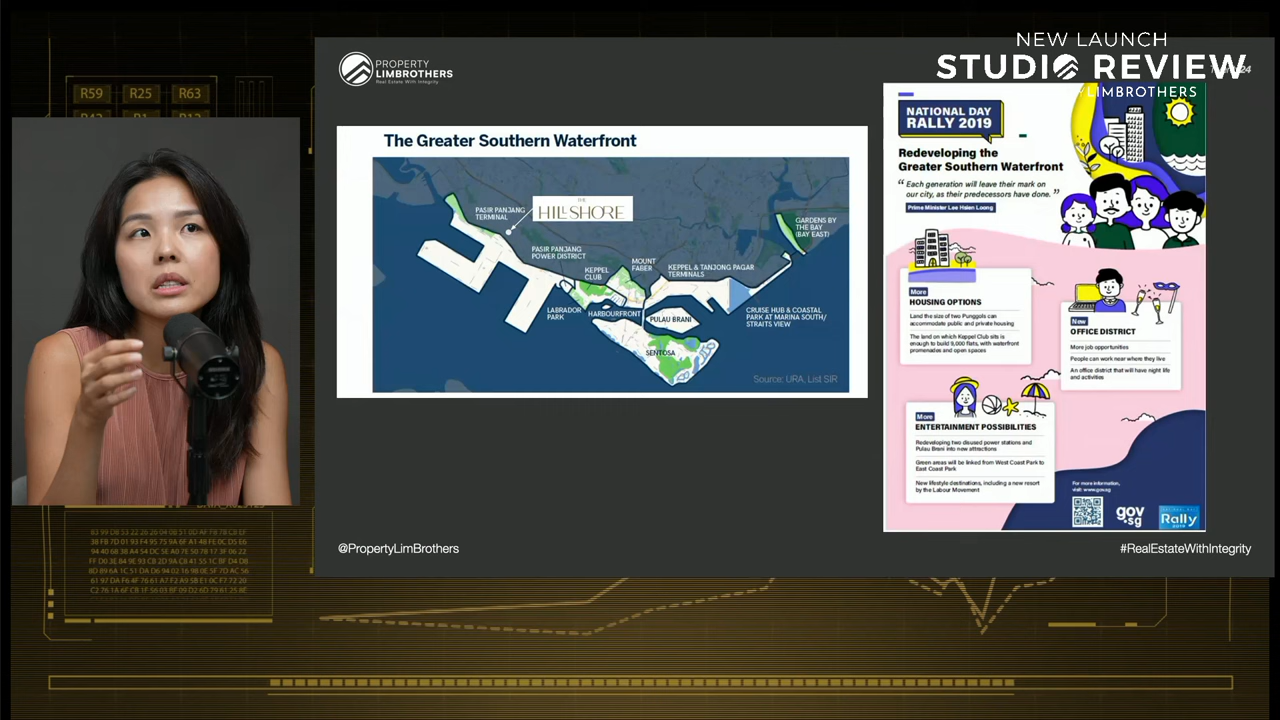 NEW LAUNCH
STUDIO REVIEW
LIMBROTHERS
PROPERTY
LIMBROTHERS
Real Estate With Integrity
R59 R25 R63
The Greater Southern Waterfront
PASIR PANJANG
TERMINAL
THE
HILLSHORE
PASIR PANJANG
POWER DISTRICT
KEPPEL
CLUB
MOUNT
FABER
KEPPEL & TANJONG PAGAR
TERMINALS
GARDENS BY
THE BAY
(BAY EAST)
LABRADOR
PARK
HARBOURFRONT
PULAU BRANI
CRUISE HUB & COASTAL
PARK AT MARINA SOUTH/
STRAITS VIEW
SENTOSA
Source: URA, List SIR
NATIONAL DAY
RALLY 2019
Redeveloping the
Greater Southern Waterfront
“ Each generation will leave their mark on
our city, as their predecessors have done. ”
Prime Minister Lee Hsien Loong
More
HOUSING OPTIONS
Land the size of two Punggols can
accommodate public and private housing
The land on which Keppel Club sits is
enough to build 9,000 flats, with waterfront
promenades and open spaces
New
OFFICE DISTRICT
More job opportunities
People can work near where they live
An office district that will have night life
and activities
More
ENTERTAINMENT POSSIBILITIES
Redeveloping two disused power stations and
Pulau Brani into new attractions
Green areas will be linked from West Coast Park to
East Coast Park
New lifestyle destinations, including a new resort
by the Labour Movement
For more information,
visit: www.gov.sg
gov
.sg
Rally
2019
@PropertyLimBrothers
#RealEstateWithIntegrity